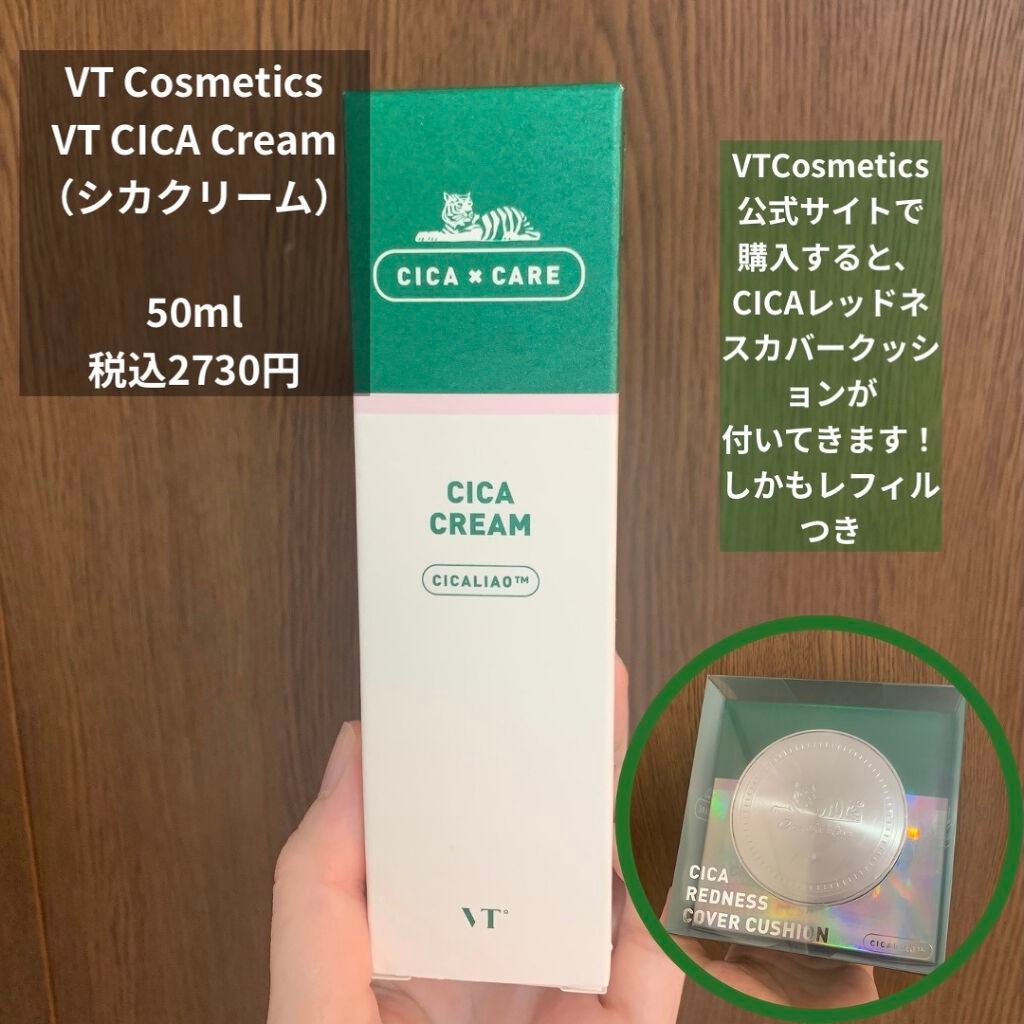 VT Cosmetics
VT CICA Cream
（シカクリーム）
50ml
税込2730円
CICA × CARE
CICA
CREAM
CICALIAO™
VT
VTCosmetics
公式サイトで
購入すると、
CICAレッドネ
スカバークッシ
ョンが
付いてきます！
しかもレフィル
つき
CICA
REDNESS
COVER CUSHION